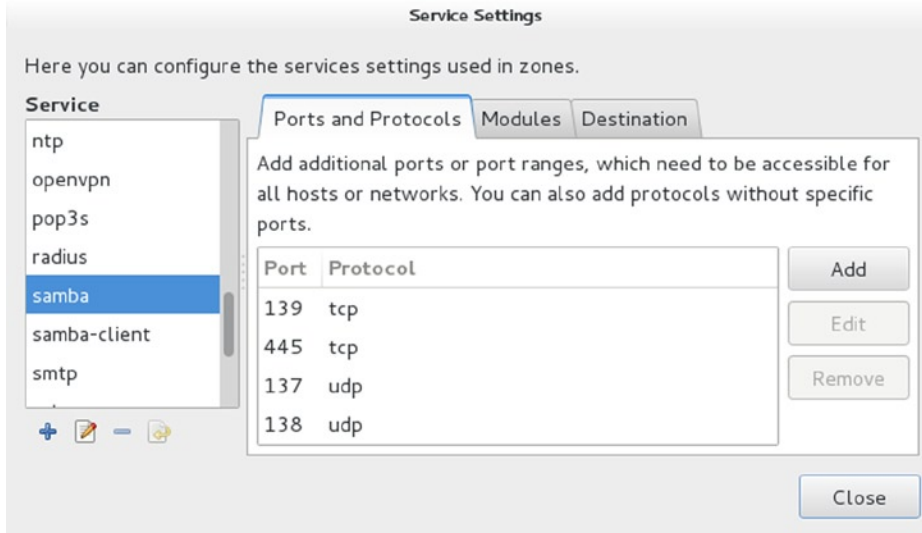 Service Settings
Here you can configure the services settings used in zones.
Service
ntp
openvpn
pop3s
radius
samba
samba-client
smtp
Ports and Protocols
Modules
Destination
Add additional ports or port ranges, which need to be accessible for
all hosts or networks. You can also add protocols without specific
ports.
Port Protocol
139 tcp
445 tcp
137 udp
138 udp
Add
Edit
Remove
Close